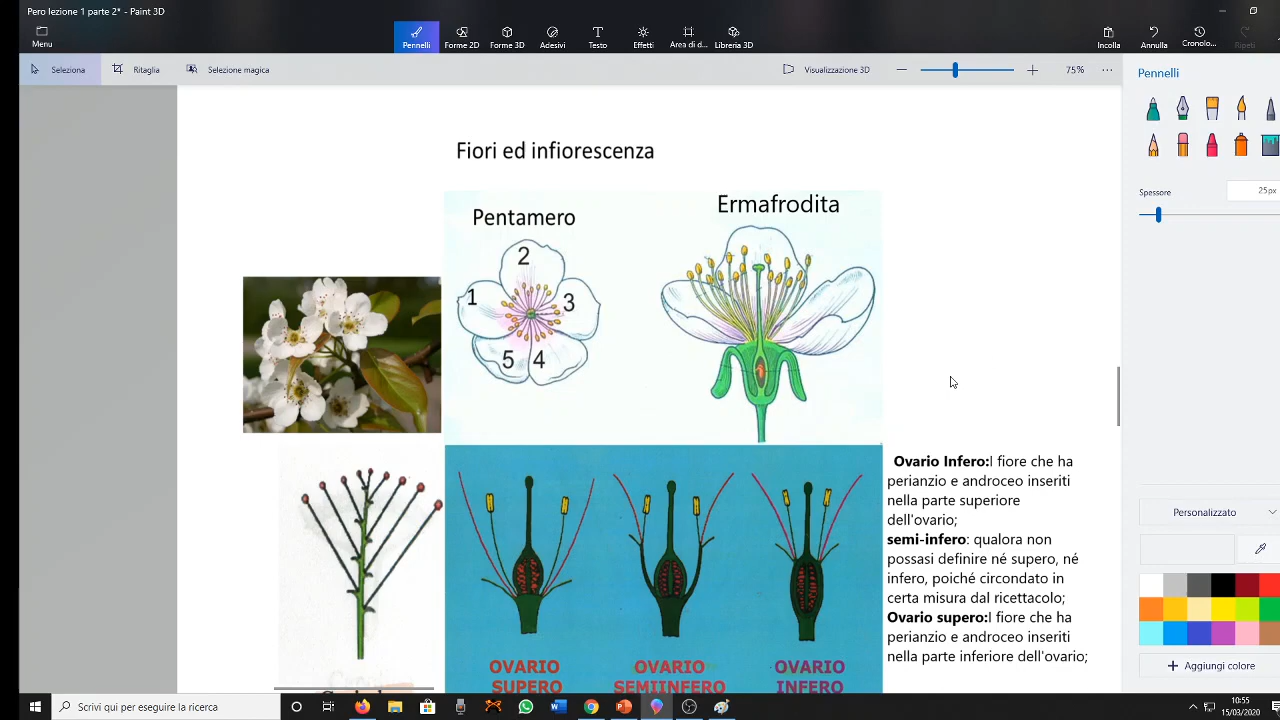 Pero lezione 1 parte 2* - Paint 3D
Menu
Pennelli
Forme 2D
Forme 3D
Adesivi
Testo
Effetti
Area di d...
Libreria 3D
Incolla
Annulla
Cronolo...
Ripeti
Seleziona
Ritaglia
Selezione magica
Visualizzazione 3D
75%
Pennelli
Spessore
25px
Fiori ed infiorescenza
Pentamero
Ermafrodita
1
2
3
5 4
Ovario Infero:I fiore che ha
perianzio e androceo inseriti
nella parte superiore
dell'ovario;
semi-infero: qualora non
possasi definire né supero, né
infero, poiché circondato in
certa misura dal ricettacolo;
Ovario supero:I fiore che ha
perianzio e androceo inseriti
nella parte inferiore dell'ovario;
OVARIO
SUPERO
OVARIO
SEMIINFERO
OVARIO
INFERO
Personalizzato
Aggiungi colore
Scrivi qui per eseguire la ricerca
10:55
15/03/2020